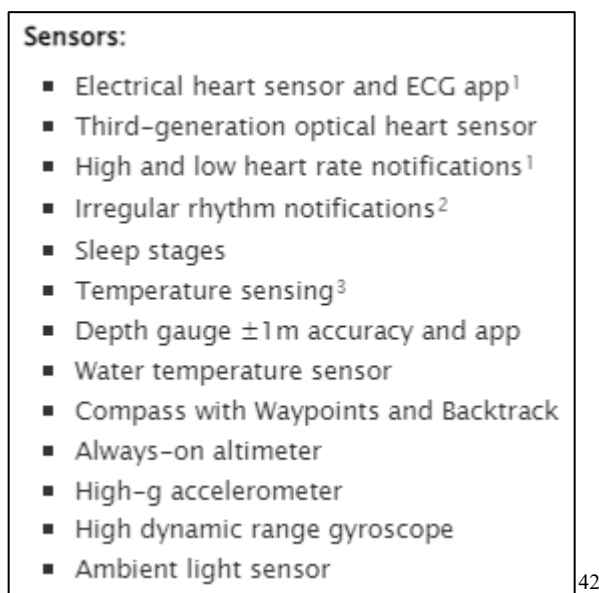 Sensors:
▪ Electrical heart sensor and ECG app¹
▪ Third-generation optical heart sensor
▪ High and low heart rate notifications¹
▪ Irregular rhythm notifications²
▪ Sleep stages
▪ Temperature sensing³
▪ Depth gauge ±1m accuracy and app
▪ Water temperature sensor
▪ Compass with Waypoints and Backtrack
▪ Always-on altimeter
▪ High-g accelerometer
▪ High dynamic range gyroscope
▪ Ambient light sensor
42